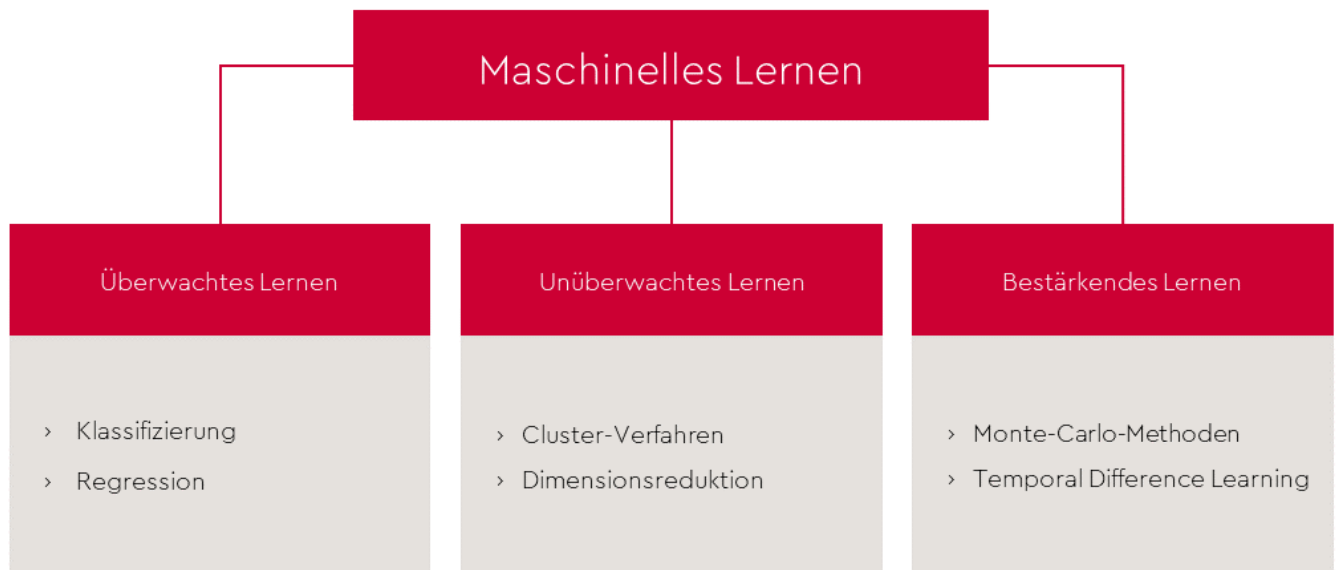 Maschinelles Lernen
Überwachtes Lernen
› Klassifizierung
› Regression
Unüberwachtes Lernen
› Cluster-Verfahren
› Dimensionsreduktion
Bestärkendes Lernen
› Monte-Carlo-Methoden
› Temporal Difference Learning